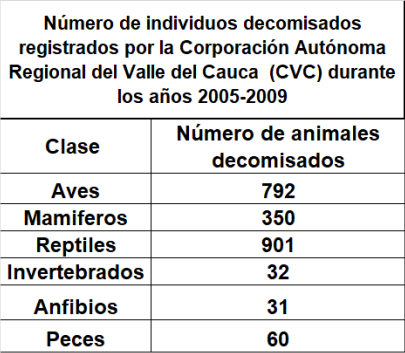 Número de individuos decomisados
registrados por la Corporación Autónoma
Regional del Valle del Cauca (CVC) durante
los años 2005-2009
Clase Número de animales
decomisados
Aves 792
Mamiferos 350
Reptiles 901
Invertebrados 32
Anfibios 31
Peces 60